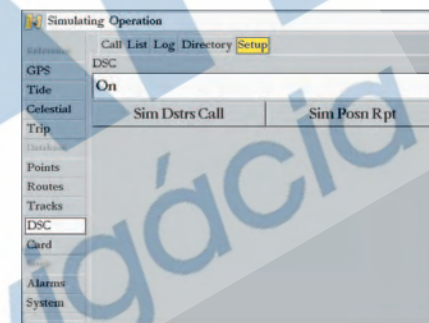 Simulating Operation
Call List Log Directory Setup
Reference
GPS
Tide
Celestial
Trip
Database
Points
Routes
Tracks
DSC
Card
Alarms
System
DSC
On
Sim Dstrs Call
Sim Posn Rpt
igácia